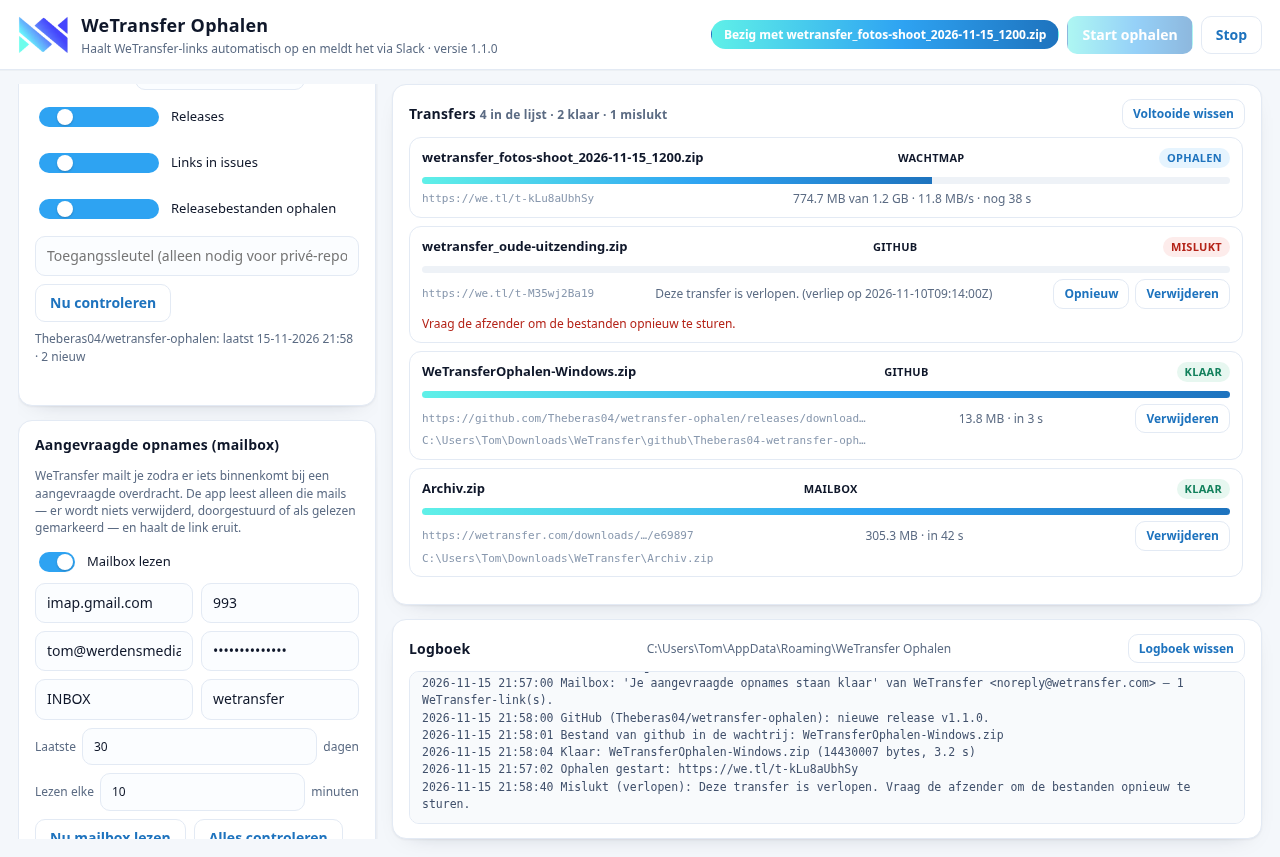 WeTransfer Ophalen
Haalt WeTransfer-links automatisch op en meldt het via Slack · versie 1.1.0
Bezig met wetransfer_fotos-shoot_2026-11-15_1200.zip
Start ophalen
Stop
Releases
Links in issues
Releasebestanden ophalen
Toegangssleutel (alleen nodig voor privé-repo
Nu controleren
Theberas04/wetransfer-ophalen: laatst 15-11-2026 21:58
· 2 nieuw
Aangevraagde opnames (mailbox)
WeTransfer mailt je zodra er iets binnenkomt bij een
aangevraagde overdracht. De app leest alleen die mails
— er wordt niets verwijderd, doorgestuurd of als gelezen
gemarkeerd — en haalt de link eruit.
Mailbox lezen
imap.gmail.com
993
tom@werdensmedia
••••••••••••••
INBOX
wetransfer
Laatste 30 dagen
Lezen elke 10 minuten
Nu mailbox lezen
Alles controleren
Transfers 4 in de lijst · 2 klaar · 1 mislukt
Voltooide wissen
wetransfer_fotos-shoot_2026-11-15_1200.zip
WACHTMAP
OPHALEN
https://we.tl/t-kLu8aUbhSy
774.7 MB van 1.2 GB · 11.8 MB/s · nog 38 s
wetransfer_oude-uitzending.zip
GITHUB
MISLUKT
https://we.tl/t-M35wj2Ba19
Deze transfer is verlopen. (verliep op 2026-11-10T09:14:00Z)
Opnieuw
Verwijderen
Vraag de afzender om de bestanden opnieuw te sturen.
WeTransferOphalen-Windows.zip
GITHUB
KLAAR
https://github.com/Theberas04/wetransfer-ophalen/releases/download…
13.8 MB · in 3 s
Verwijderen
C:\Users\Tom\Downloads\WeTransfer\github\Theberas04-wetransfer-oph…
Archiv.zip
MAILBOX
KLAAR
https://wetransfer.com/downloads/…/e69897
305.3 MB · in 42 s
Verwijderen
C:\Users\Tom\Downloads\WeTransfer\Archiv.zip
Logboek
C:\Users\Tom\AppData\Roaming\WeTransfer Ophalen
Logboek wissen
2026-11-15 21:57:00 Mailbox: 'Je aangevraagde opnames staan klaar' van WeTransfer <noreply@wetransfer.com> — 1
WeTransfer-link(s).
2026-11-15 21:58:00 GitHub (Theberas04/wetransfer-ophalen): nieuwe release v1.1.0.
2026-11-15 21:58:01 Bestand van github in de wachtrij: WeTransferOphalen-Windows.zip
2026-11-15 21:58:04 Klaar: WeTransferOphalen-Windows.zip (14430007 bytes, 3.2 s)
2026-11-15 21:57:02 Ophalen gestart: https://we.tl/t-kLu8aUbhSy
2026-11-15 21:58:40 Mislukt (verlopen): Deze transfer is verlopen. Vraag de afzender om de bestanden opnieuw te
sturen.